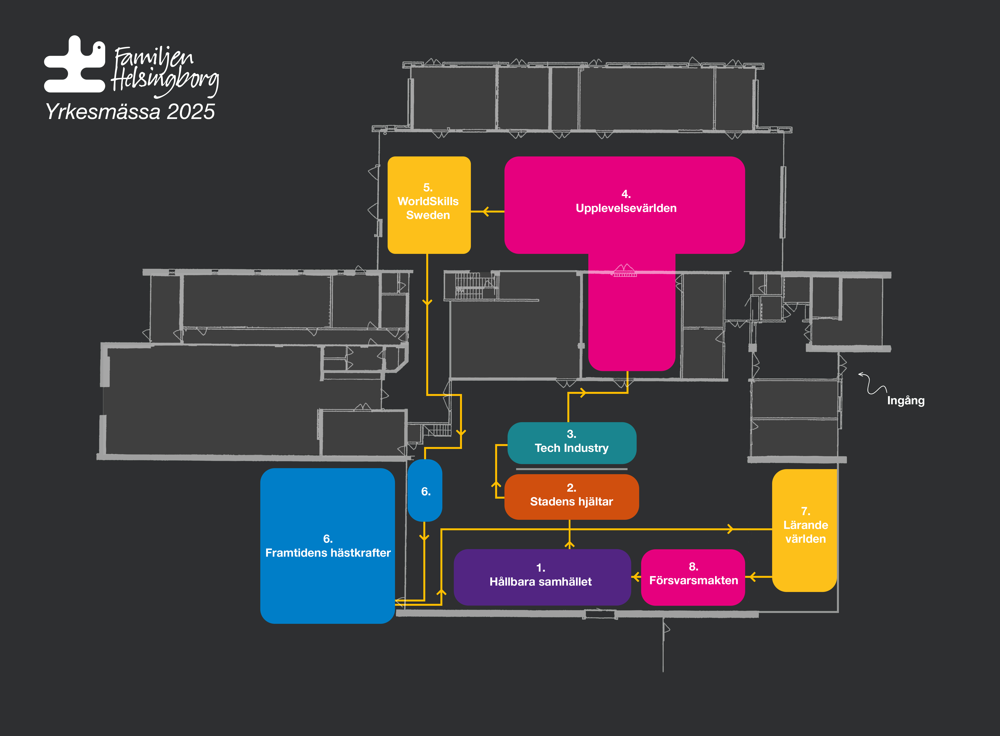 Familjen
Helsingborg
Yrkesmässa 2025
5.
WorldSkills
Sweden
4.
Upplevelsevärlden
Ingång
3.
Tech Industry
2.
Stadens hjältar
6.
6.
Framtidens hästkrafter
7.
Lärande
världen
1.
Hållbara samhället
8.
Försvarsmakten